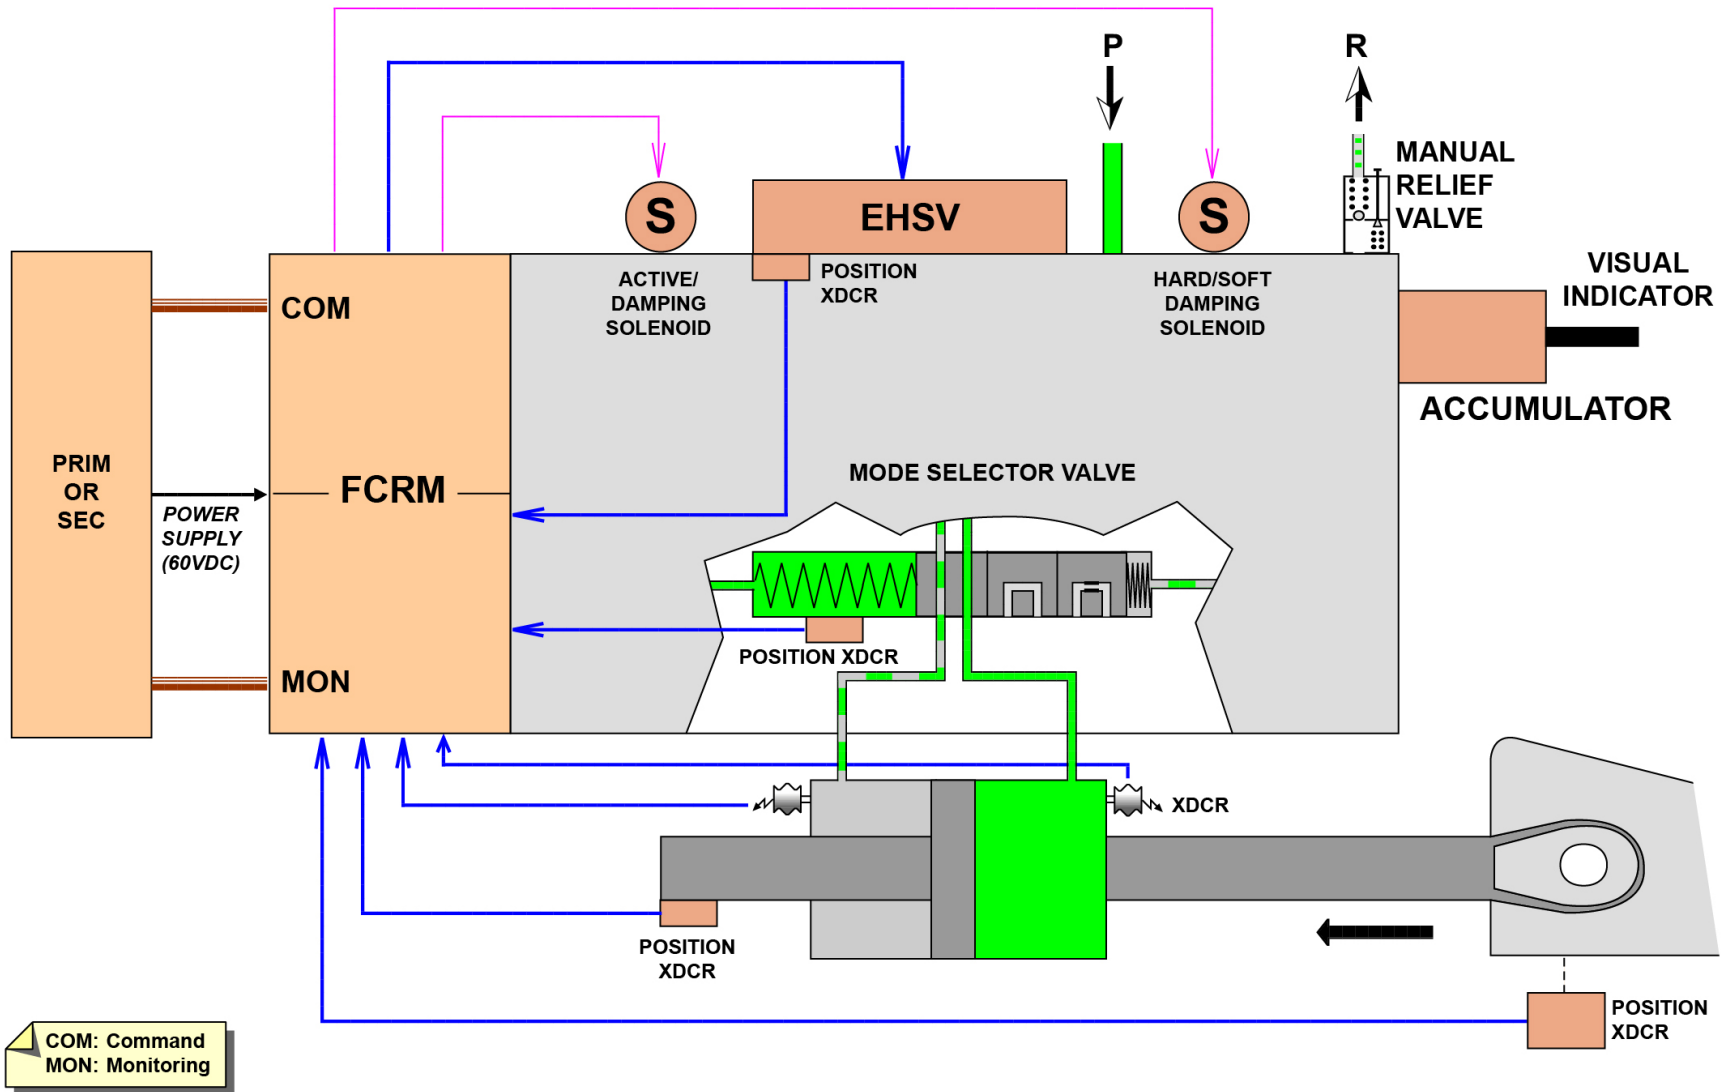 P
R
MANUAL
RELIEF
VALVE
S
EHSV
S
VISUAL
INDICATOR
COM
ACTIVE/
DAMPING
SOLENOID
POSITION
XDCR
HARD/SOFT
DAMPING
SOLENOID
ACCUMULATOR
PRIM
OR
SEC
FCRM
MODE SELECTOR VALVE
POWER
SUPPLY
(60VDC)
POSITION XDCR
MON
XDCR
POSITION
XDCR
POSITION
XDCR
COM: Command
MON: Monitoring